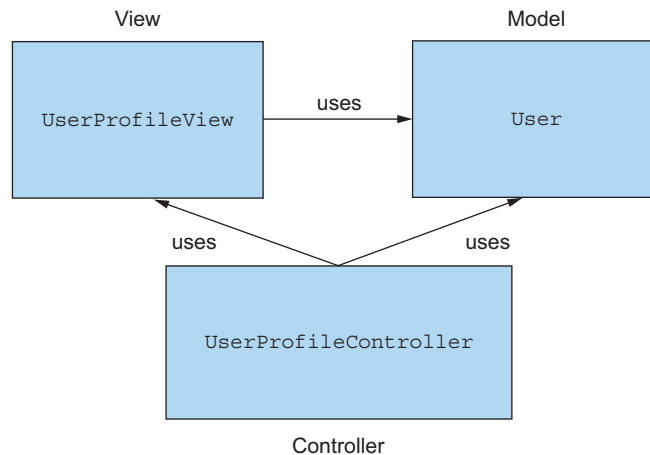 View
Model
UserProfileView
uses
User
uses
uses
UserProfileController
Controller